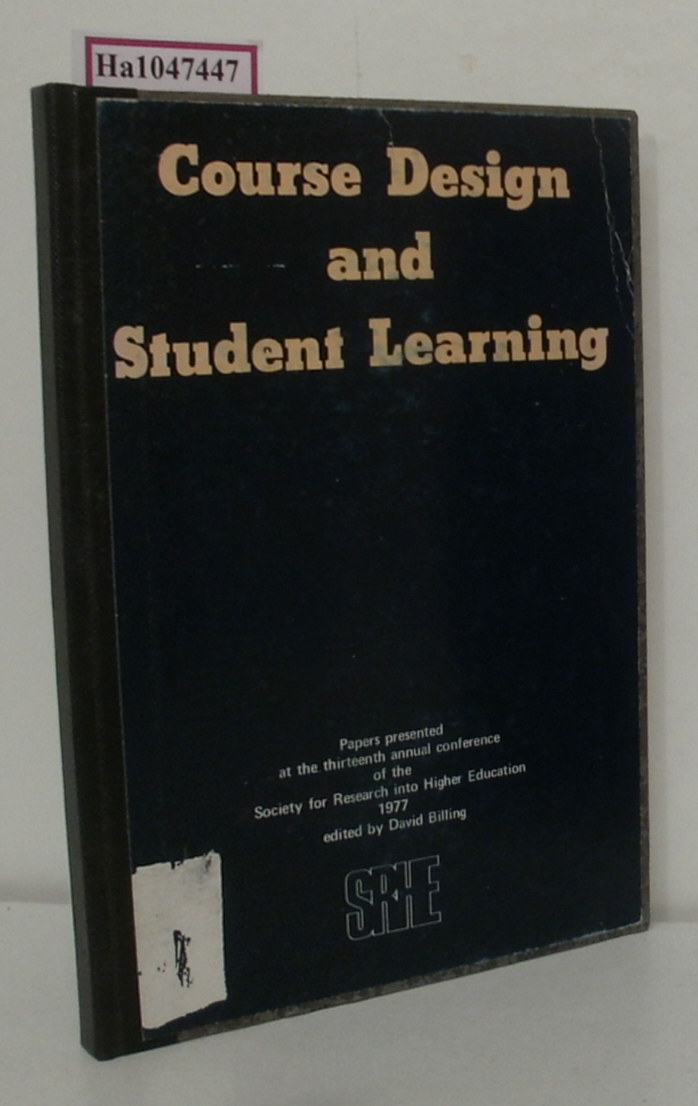 Ha1047447
Course Design
and
Student Learning
Papers presented
at the thirteenth annual conference
of the
Society for Research into Higher Education
1977
edited by David Billing
SRHE